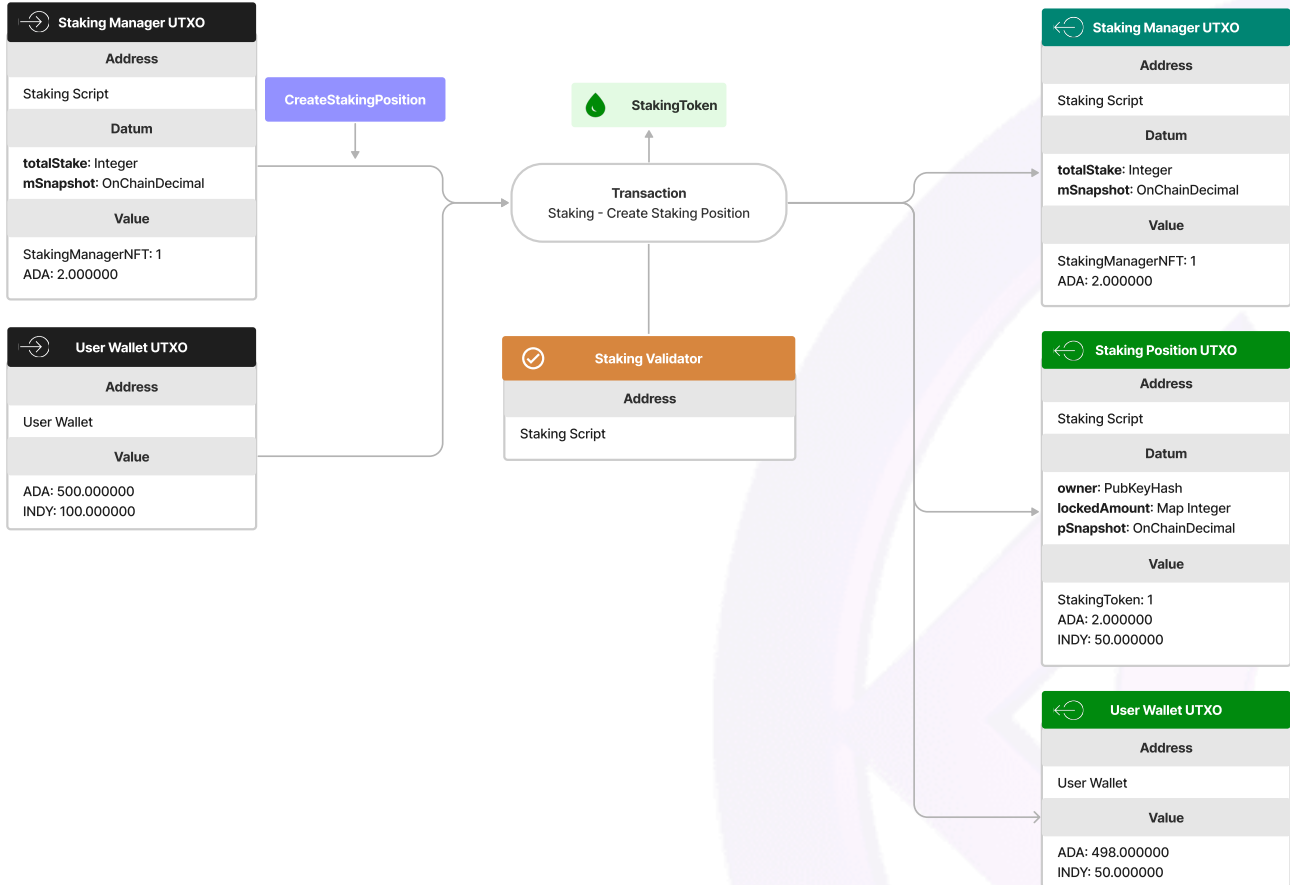 Staking Manager UTXO
Address
Staking Script
Datum
totalStake: Integer
mSnapshot: OnChainDecimal
Value
StakingManagerNFT: 1
ADA: 2.000000
User Wallet UTXO
Address
User Wallet
Value
ADA: 500.000000
INDY: 100.000000
CreateStakingPosition
StakingToken
Transaction
Staking - Create Staking Position
Staking Validator
Address
Staking Script
Staking Manager UTXO
Address
Staking Script
Datum
totalStake: Integer
mSnapshot: OnChainDecimal
Value
StakingManagerNFT: 1
ADA: 2.000000
Staking Position UTXO
Address
Staking Script
Datum
owner: PubKeyHash
lockedAmount: Map Integer
pSnapshot: OnChainDecimal
Value
StakingToken: 1
ADA: 2.000000
INDY: 50.000000
User Wallet UTXO
Address
User Wallet
Value
ADA: 498.000000
INDY: 50.000000